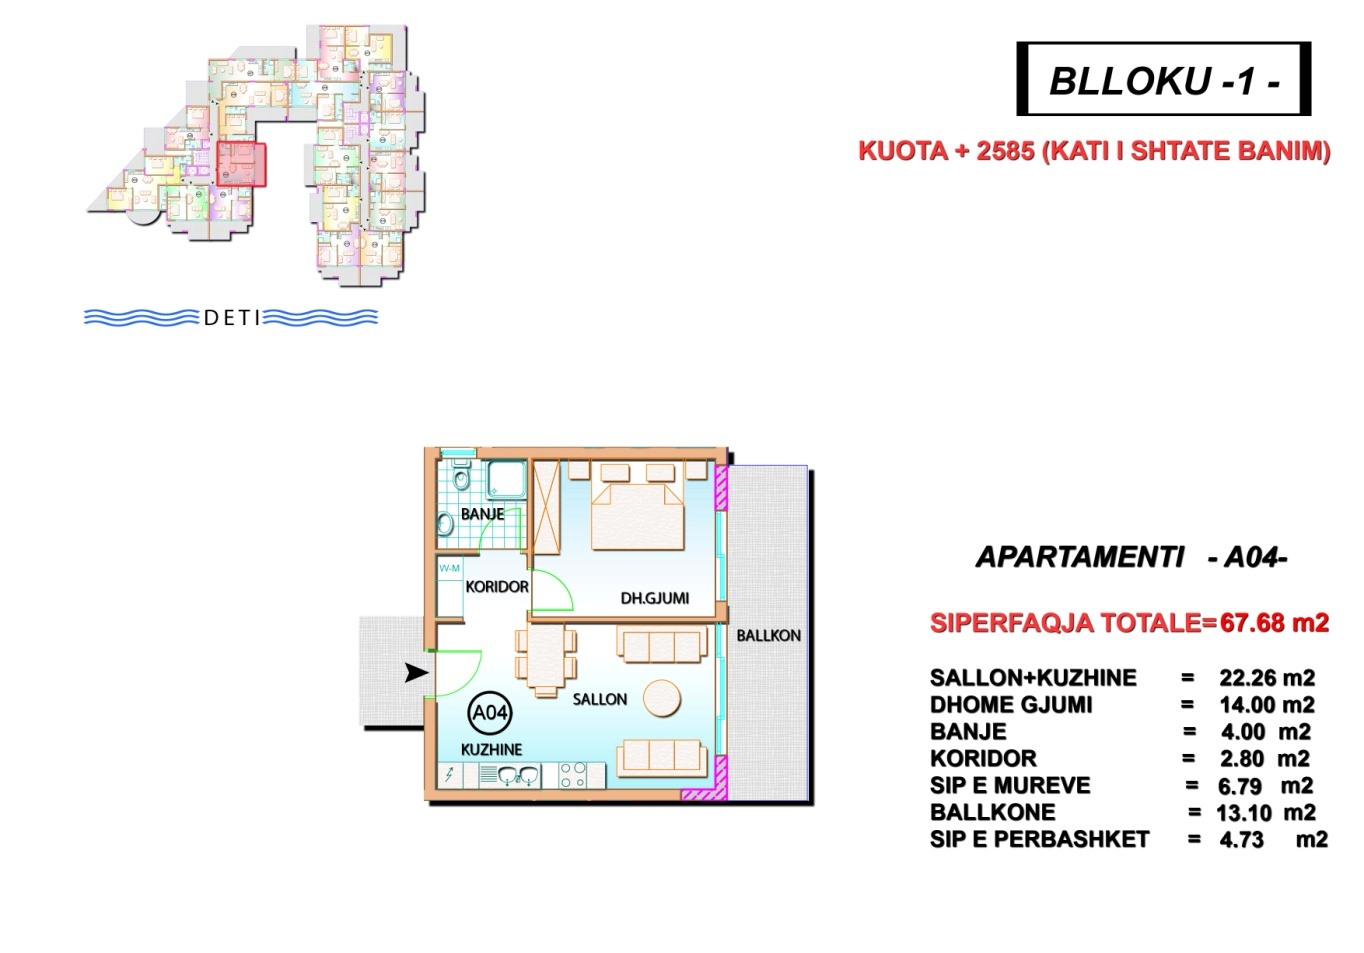 BLLOKU -1 -
KUOTA + 2585 (KATI I SHTATE BANIM)
DETI
BANJE
W-M
KORIDOR
DH.GJUMI
BALLKON
SALLON
A04
KUZHINE
APARTAMENTI - A04-
SIPERFAQJA TOTALE= 67.68 m2
SALLON+KUZHINE = 22.26 m2
DHOME GJUMI = 14.00 m2
BANJE = 4.00 m2
KORIDOR = 2.80 m2
SIP E MUREVE = 6.79 m2
BALLKONE = 13.10 m2
SIP E PERBASHKET = 4.73 m2